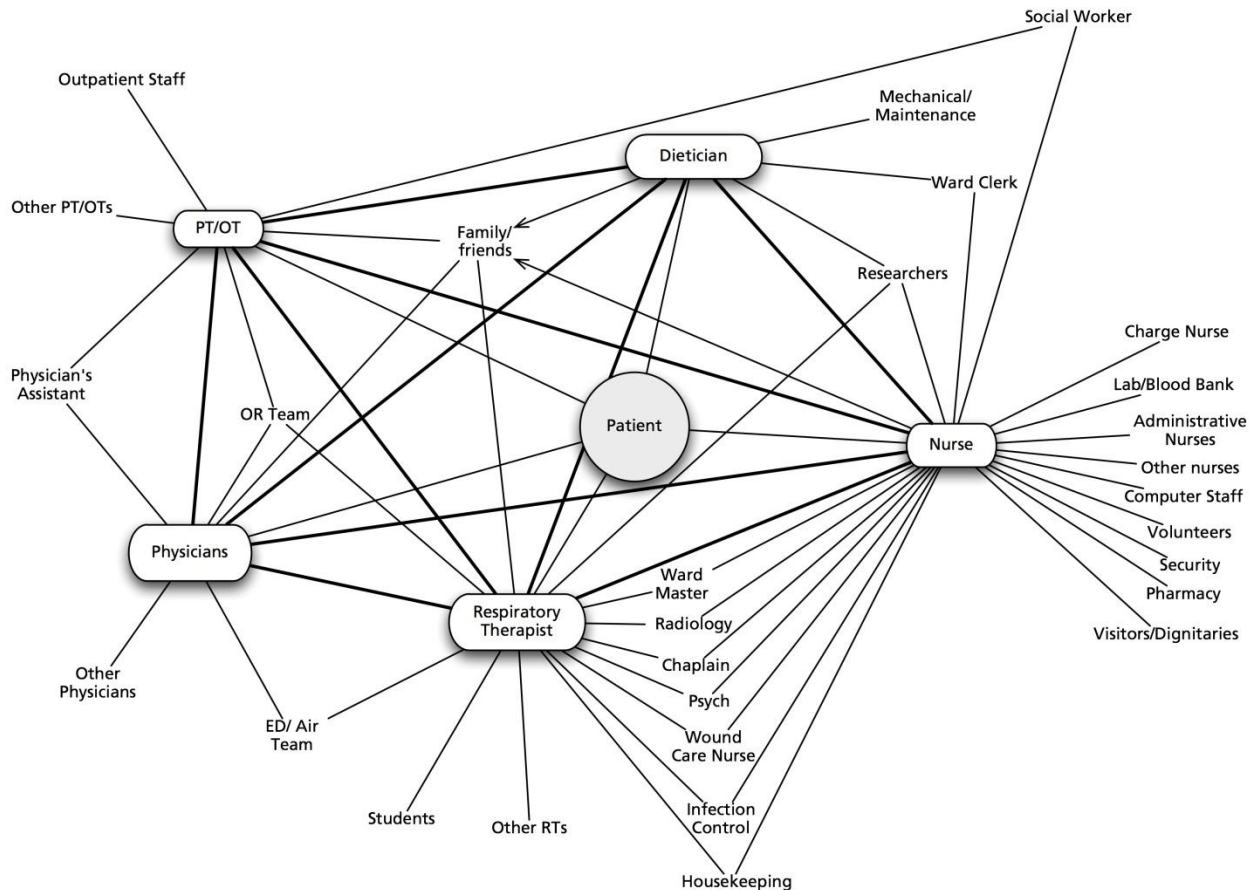 Social Worker
Outpatient Staff
Mechanical/
Maintenance
Dietician
Ward Clerk
Other PT/OTs
PT/OT
Family/
friends
Researchers
Charge Nurse
Physician's
Assistant
Lab/Blood Bank
OR Team
Patient
Administrative
Nurses
Nurse
Other nurses
Computer Staff
Volunteers
Physicians
Security
Ward
Master
Pharmacy
Respiratory
Therapist
Radiology
Visitors/Dignitaries
Chaplain
Other
Physicians
Psych
ED/ Air
Team
Wound
Care Nurse
Students
Other RTs
Infection
Control
Housekeeping